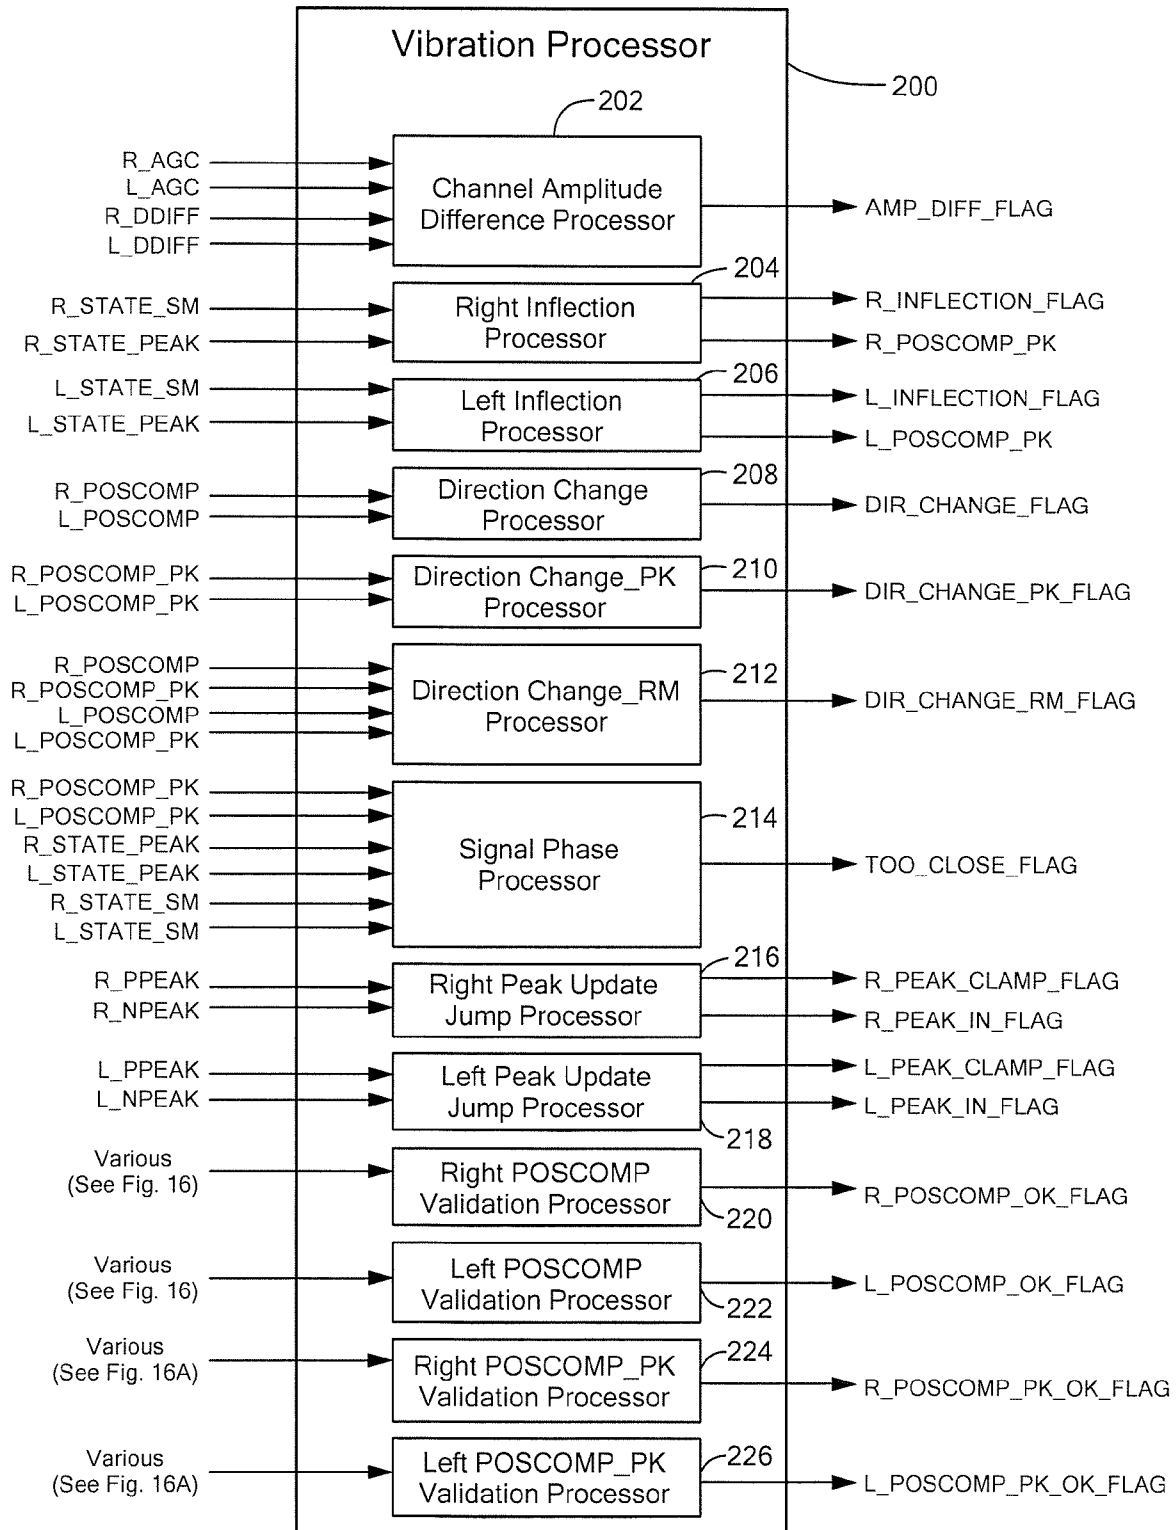 Vibration Processor
200
202
R_AGC
L_AGC
R_DDIFF
L_DDIFF
Channel Amplitude
Difference Processor
AMP_DIFF_FLAG
204
R_STATE_SM
R_STATE_PEAK
Right Inflection
Processor
R_INFLECTION_FLAG
R_POSCOMP_PK
206
L_STATE_SM
L_STATE_PEAK
Left Inflection
Processor
L_INFLECTION_FLAG
L_POSCOMP_PK
208
R_POSCOMP
L_POSCOMP
Direction Change
Processor
DIR_CHANGE_FLAG
210
R_POSCOMP_PK
L_POSCOMP_PK
Direction Change_PK
Processor
DIR_CHANGE_PK_FLAG
212
R_POSCOMP
R_POSCOMP_PK
L_POSCOMP
L_POSCOMP_PK
Direction Change_RM
Processor
DIR_CHANGE_RM_FLAG
214
R_POSCOMP_PK
L_POSCOMP_PK
R_STATE_PEAK
L_STATE_PEAK
R_STATE_SM
L_STATE_SM
Signal Phase
Processor
TOO_CLOSE_FLAG
216
R_PPEAK
R_NPEAK
Right Peak Update
Jump Processor
R_PEAK_CLAMP_FLAG
R_PEAK_IN_FLAG
L_PPEAK
L_NPEAK
Left Peak Update
Jump Processor
218
L_PEAK_CLAMP_FLAG
L_PEAK_IN_FLAG
Various
(See Fig. 16)
Right POSCOMP
Validation Processor
220
R_POSCOMP_OK_FLAG
Various
(See Fig. 16)
Left POSCOMP
Validation Processor
222
L_POSCOMP_OK_FLAG
Various
(See Fig. 16A)
Right POSCOMP_PK
Validation Processor
224
R_POSCOMP_PK_OK_FLAG
Various
(See Fig. 16A)
Left POSCOMP_PK
Validation Processor
226
L_POSCOMP_PK_OK_FLAG